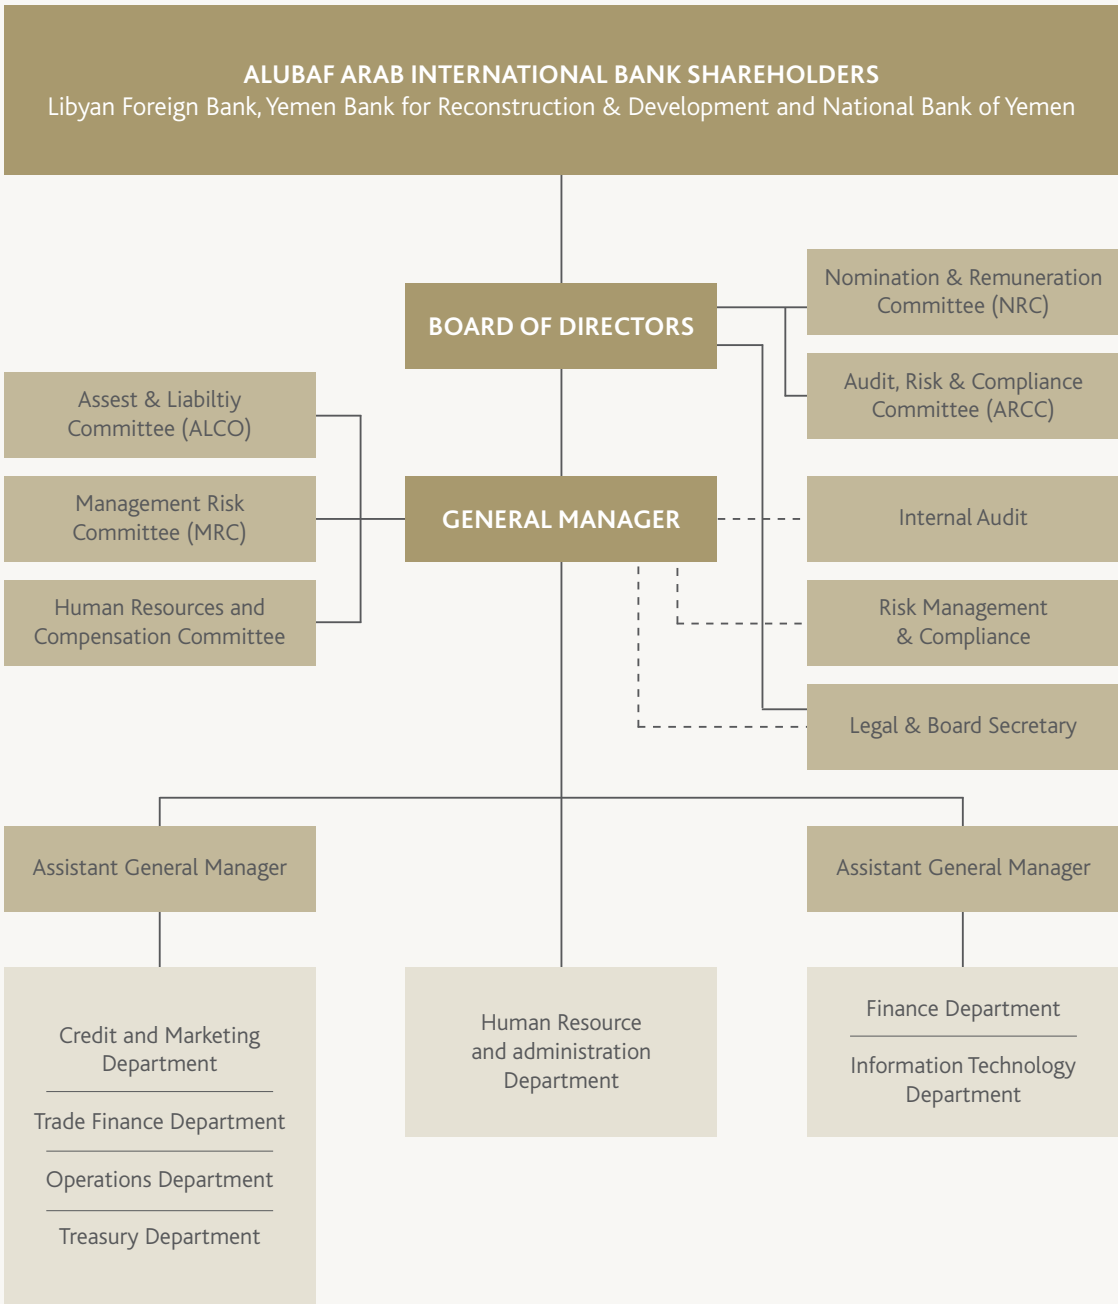 ALUBAF ARAB INTERNATIONAL BANK SHAREHOLDERS
Libyan Foreign Bank, Yemen Bank for Reconstruction & Development and National Bank of Yemen
BOARD OF DIRECTORS
Nomination & Remuneration
Committee (NRC)
Audit, Risk & Compliance
Committee (ARCC)
Assest & Liabiltiy
Committee (ALCO)
Management Risk
Committee (MRC)
Human Resources and
Compensation Committee
GENERAL MANAGER
Internal Audit
Risk Management
& Compliance
Legal & Board Secretary
Assistant General Manager
Assistant General Manager
Credit and Marketing
Department
Trade Finance Department
Operations Department
Treasury Department
Human Resource
and administration
Department
Finance Department
Information Technology
Department